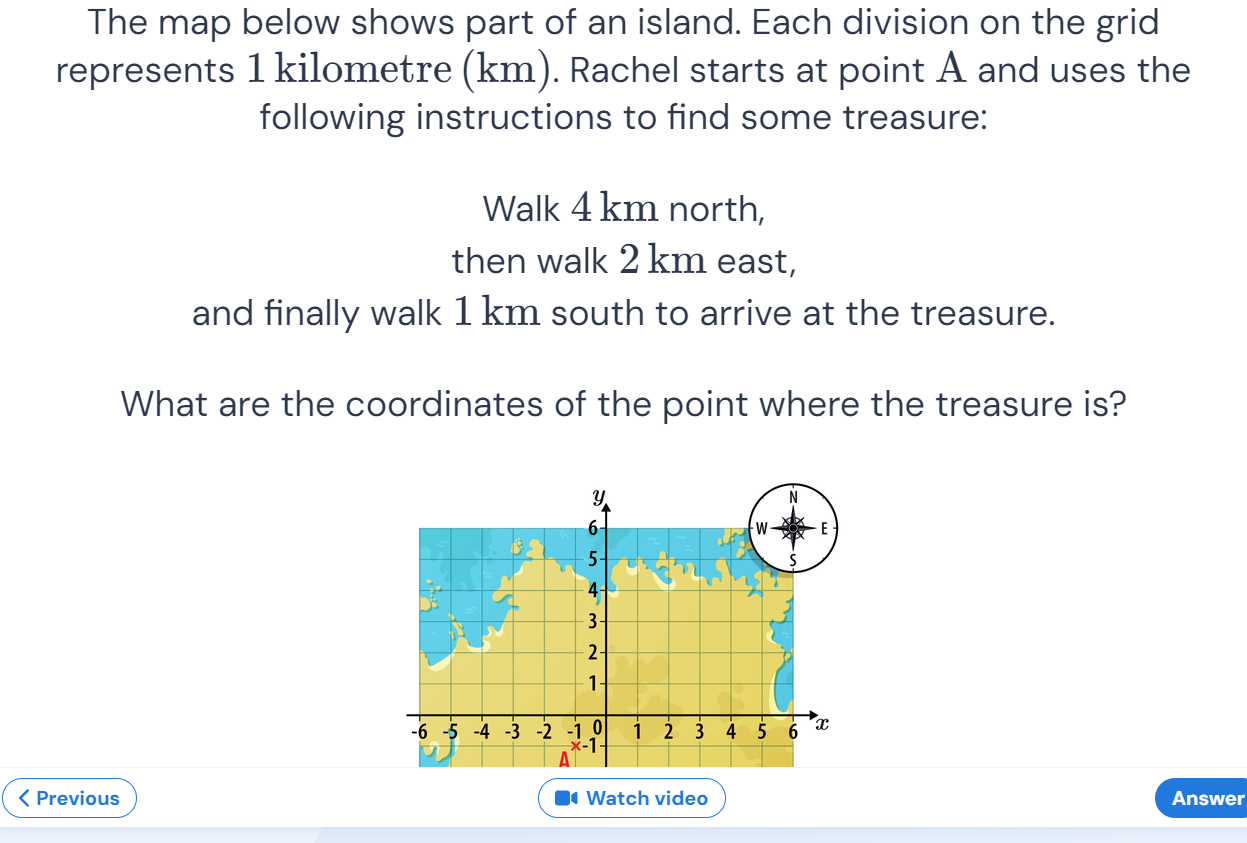 The map below shows part of an island. Each division on the grid
represents 1 kilometre (km). Rachel starts at point A and uses the
following instructions to find some treasure:
Walk 4 km north,
then walk 2 km east,
and finally walk 1 km south to arrive at the treasure.
What are the coordinates of the point where the treasure is?
y
N
6 W E
5 S
4
3
2
1
-6 -5 -4 -3 -2 -1 0 1 2 3 4 5 6 x
-1
A
Previous Watch video Answer